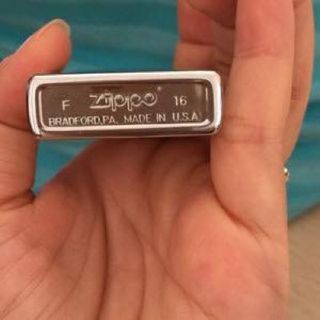 F Zippo 16
BRADFORD,PA. MADE IN U.S.A